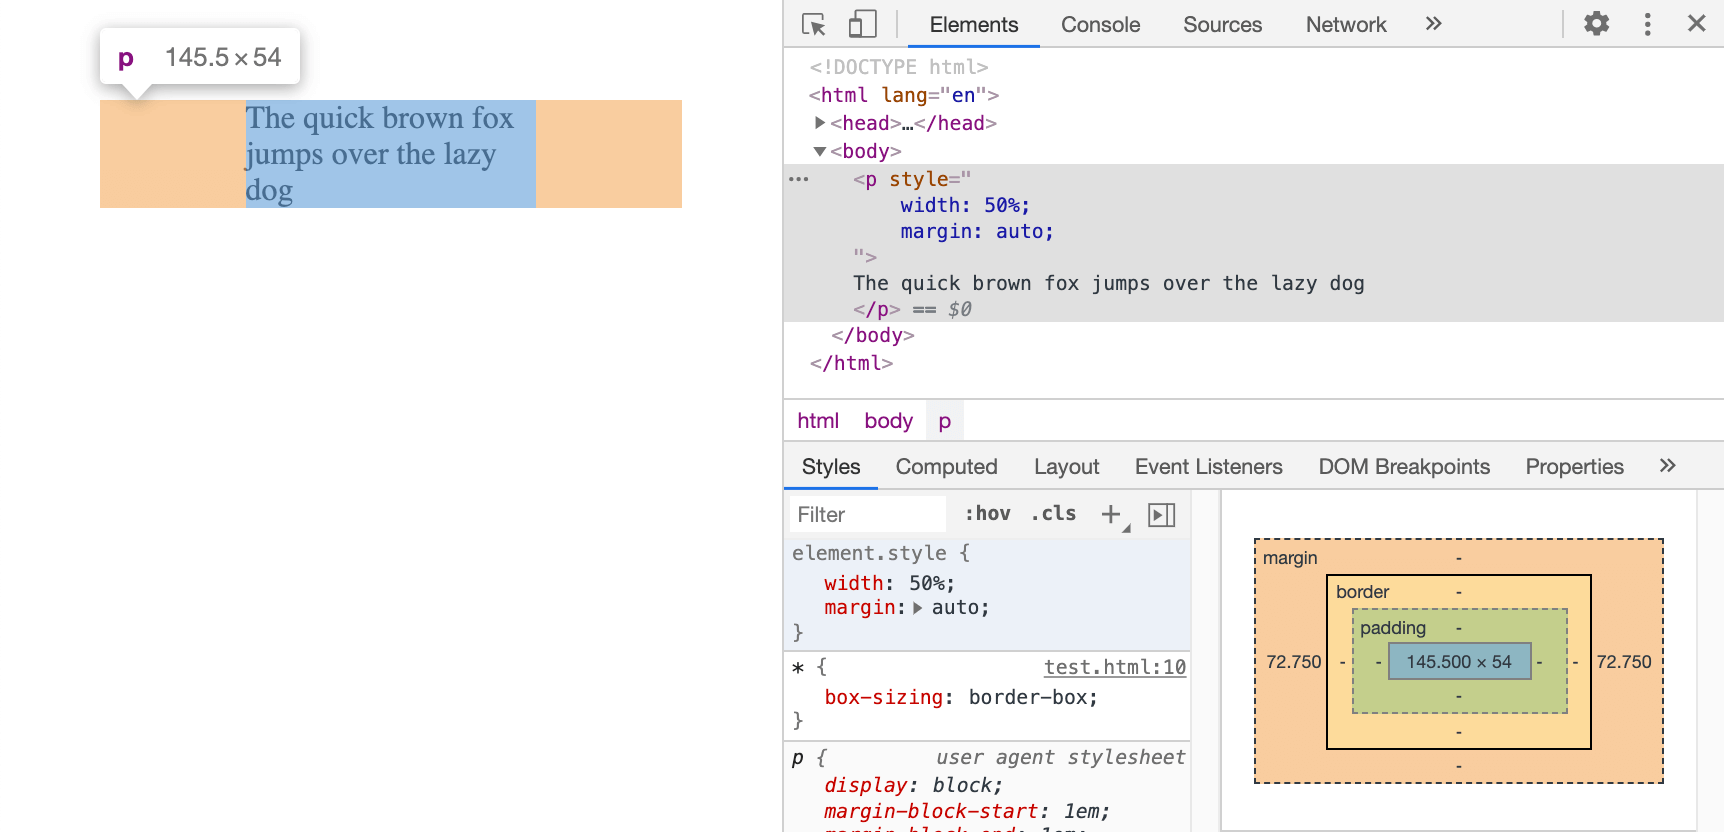 p 145.5 × 54
The quick brown fox
jumps over the lazy
dog
Elements Console Sources Network »
<!DOCTYPE html>
<html lang="en">
▶<head>…</head>
▼<body>
… <p style="
width: 50%;
margin: auto;
">
The quick brown fox jumps over the lazy dog
</p> == $0
</body>
</html>
html body p
Styles Computed Layout Event Listeners DOM Breakpoints Properties »
Filter :hov .cls +
element.style {
width: 50%;
margin:▶ auto;
}
* { test.html:10
box-sizing: border-box;
}
p { user agent stylesheet
display: block;
margin-block-start: 1em;
margin-block-end: 1em;
margin -
border -
padding -
72.750 - - 145.500 × 54 - - 72.750
-
-
-